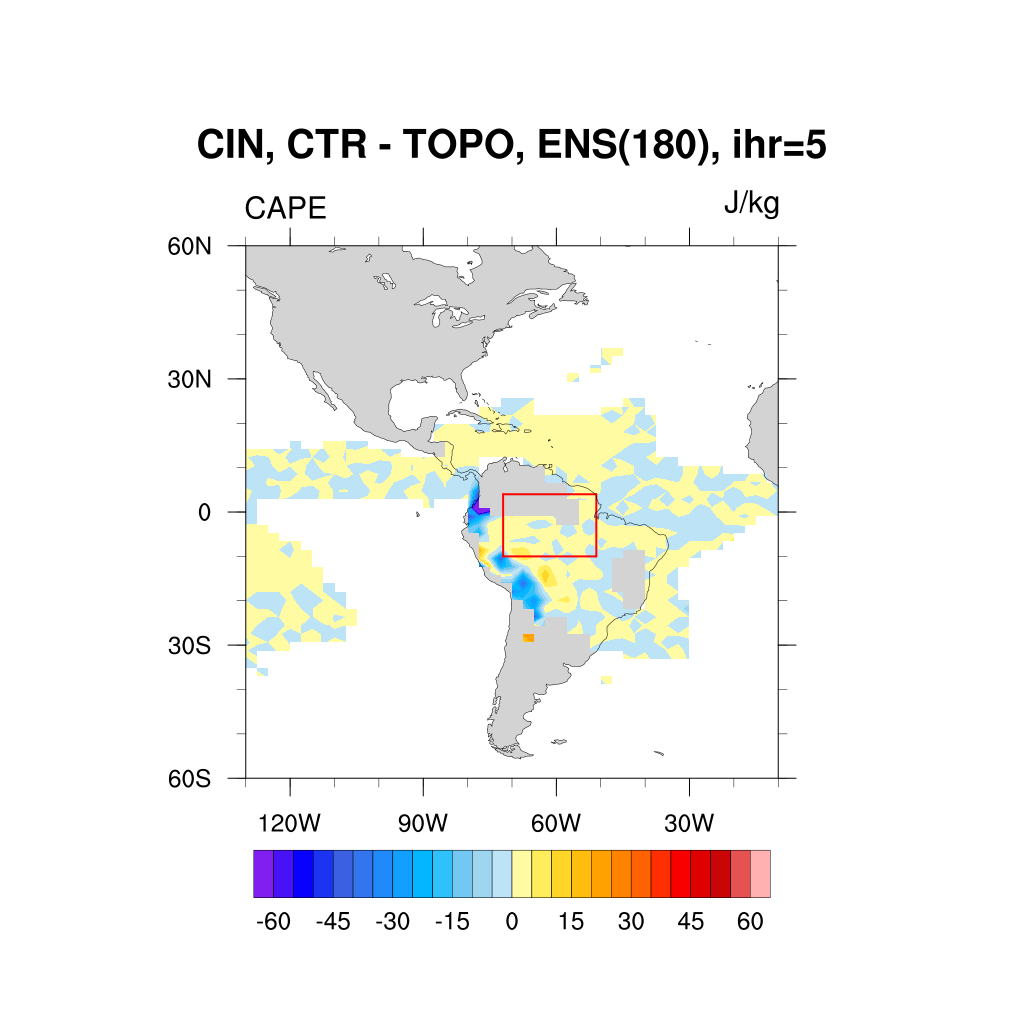 CIN, CTR - TOPO, ENS(180), ihr=5
CAPE J/kg
60N
30N
0
30S
60S
120W 90W 60W 30W
-60 -45 -30 -15 0 15 30 45 60